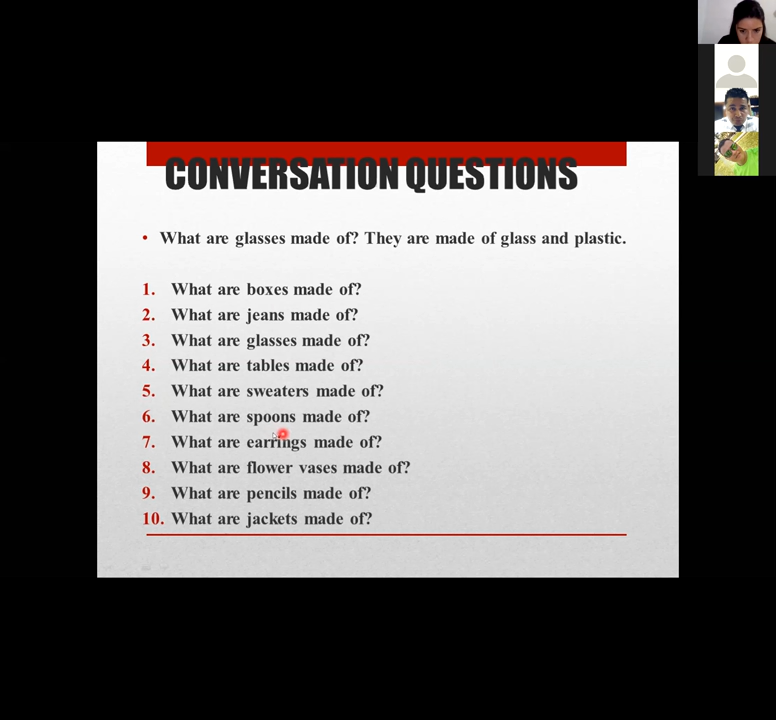 CONVERSATION QUESTIONS
• What are glasses made of? They are made of glass and plastic.
1. What are boxes made of?
2. What are jeans made of?
3. What are glasses made of?
4. What are tables made of?
5. What are sweaters made of?
6. What are spoons made of?
7. What are earrings made of?
8. What are flower vases made of?
9. What are pencils made of?
10. What are jackets made of?